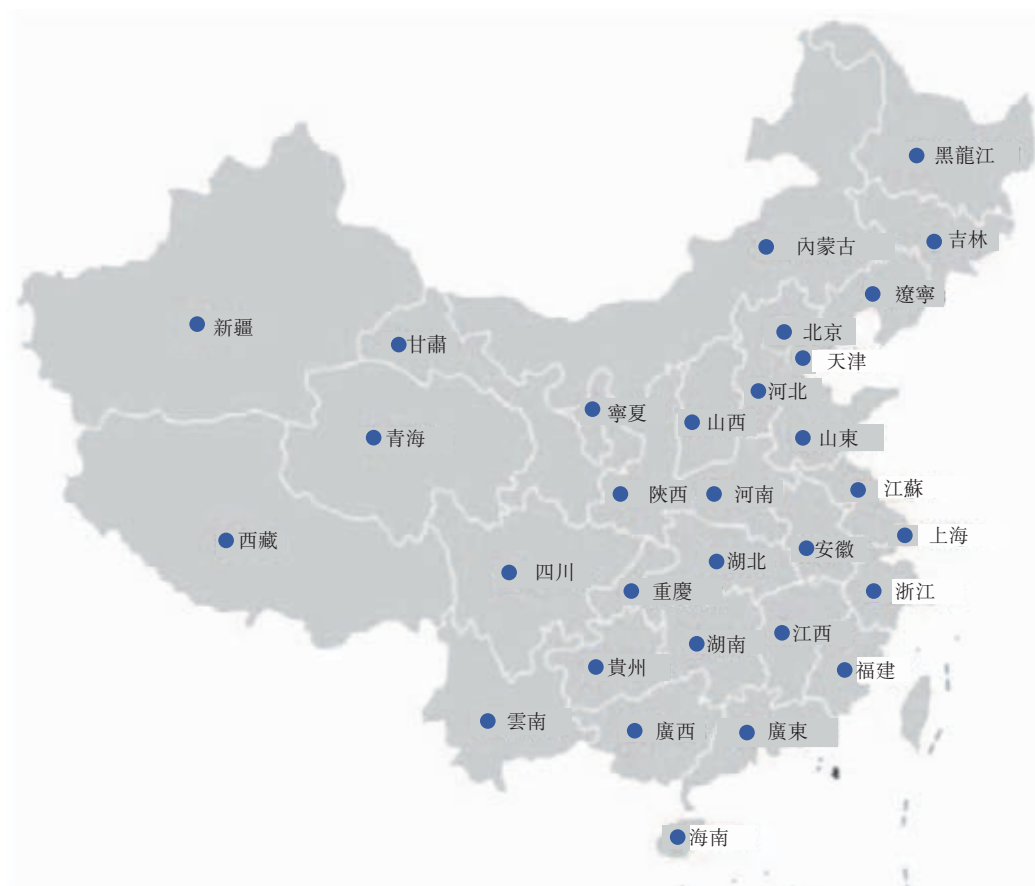 黑龍江
吉林
內蒙古
遼寧
新疆
北京
甘肅
天津
河北
寧夏
山西
青海
山東
陝西
河南
江蘇
西藏
上海
安徽
湖北
四川
重慶
浙江
江西
湖南
貴州
福建
雲南
廣西
廣東
海南